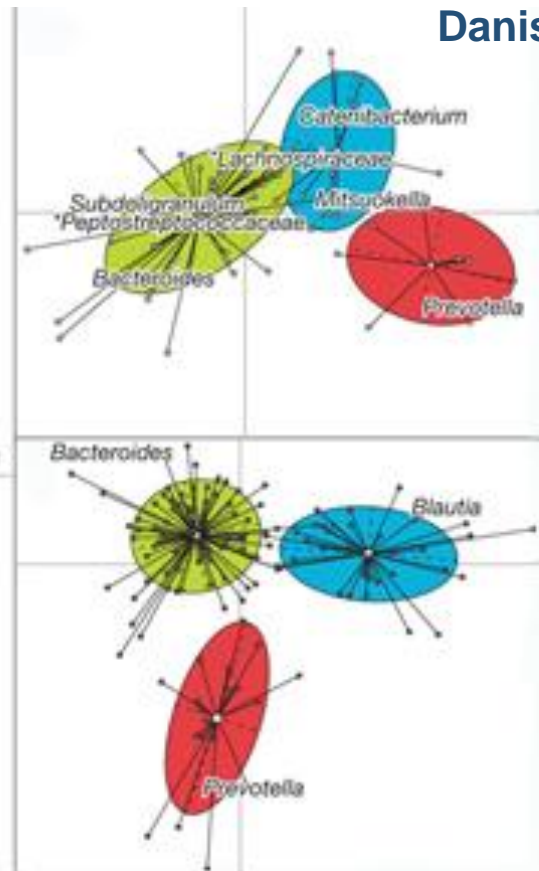 Danis
Catenibacterium
*Lachnospiraceae
Subdoligranulum
Mitsuokella
*Peptostreptococcaceae
Bacteroides
Prevotella
Bacteroides
Blautia
Prevotella